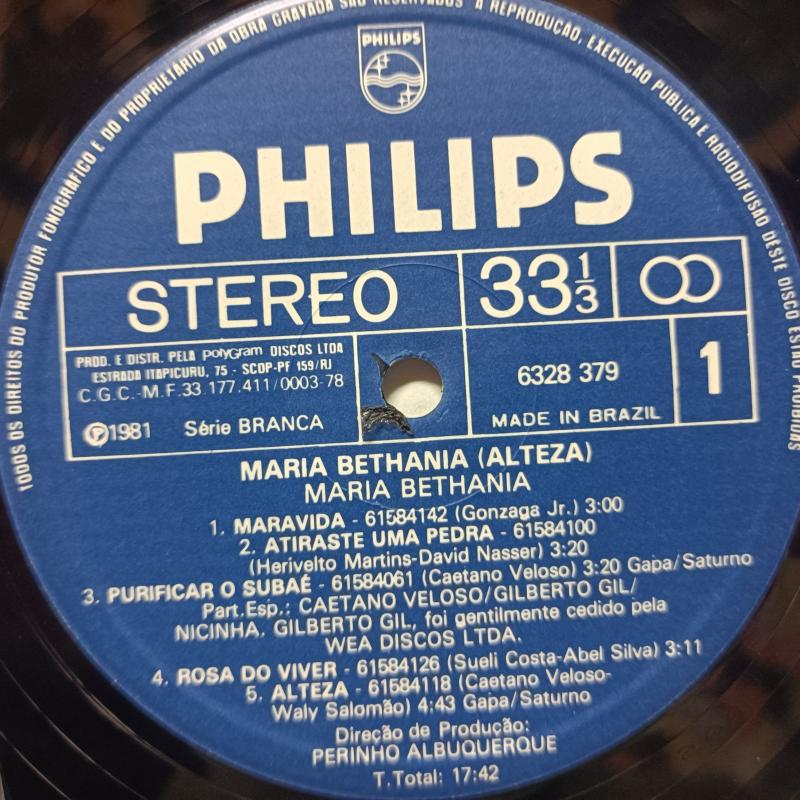 TODOS OS DIREITOS DO PRODUTOR FONOGRÁFICO E DO PROPRIETÁRIO DA OBRA GRAVADA SÃO RESERVADOS A REPRODUÇÃO, EXECUÇÃO PÚBLICA E RADIODIFUSÃO DESTE DISCO ESTÃO PROIBIDAS
PHILIPS
PHILIPS
STEREO
33 1/3
PROD. E DISTR. PELA PolyGram DISCOS LTDA
ESTRADA ITAPICURU, 75 - SCDP-PF 159/RJ
C.G.C.-M.F. 33.177.411/0003-78
℗1981 Série BRANCA
6328 379
MADE IN BRAZIL
1
MARIA BETHANIA (ALTEZA)
MARIA BETHANIA
1. MARAVIDA - 61584142 (Gonzaga Jr.) 3:00
2. ATIRASTE UMA PEDRA - 61584100
(Herivelto Martins-David Nasser) 3:20
3. PURIFICAR O SUBAÉ - 61584061 (Caetano Veloso) 3:20 Gapa/Saturno
Part.Esp.: CAETANO VELOSO/GILBERTO GIL/
NICINHA. GILBERTO GIL, foi gentilmente cedido pela
WEA DISCOS LTDA.
4. ROSA DO VIVER - 61584126 (Sueli Costa-Abel Silva) 3:11
5. ALTEZA - 61584118 (Caetano Veloso-
Waly Salomão) 4:43 Gapa/Saturno
Direção de Produção:
PERINHO ALBUQUERQUE
T.Total: 17:42